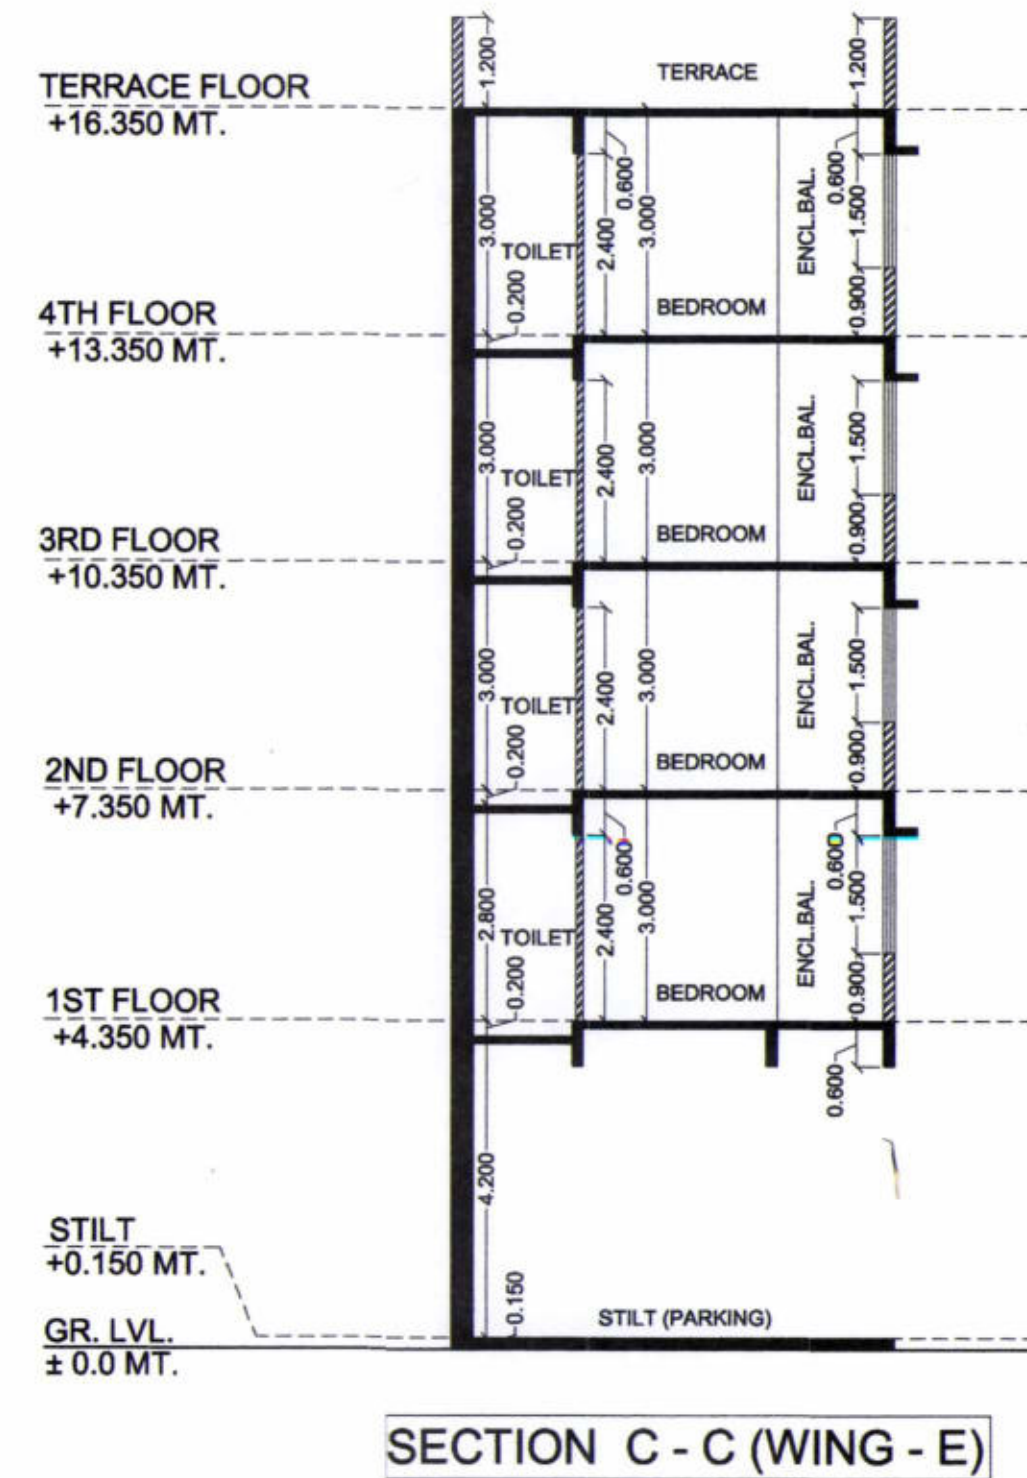 1.200
1.200
TERRACE
TERRACE FLOOR
+16.350 MT.
3.000
0.600
2.400
3.000
0.600
1.500
ENCL.BAL.
TOILET
0.200
BEDROOM
0.900
4TH FLOOR
+13.350 MT.
3.000
2.400
3.000
ENCL.BAL.
1.500
TOILET
0.200
BEDROOM
0.900
3RD FLOOR
+10.350 MT.
3.000
2.400
3.000
ENCL.BAL.
1.500
TOILET
0.200
BEDROOM
0.900
2ND FLOOR
+7.350 MT.
2.800
0.600
2.400
3.000
0.600
1.500
ENCL.BAL.
TOILET
0.200
BEDROOM
0.900
1ST FLOOR
+4.350 MT.
0.600
4.200
STILT
+0.150 MT.
0.150
STILT (PARKING)
GR. LVL.
± 0.0 MT.
SECTION C - C (WING - E)